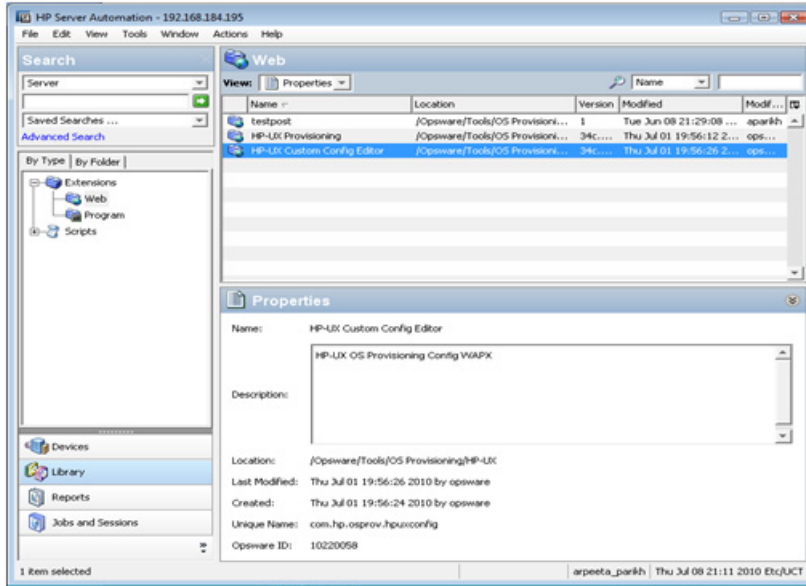 HP Server Automation - 192.168.184.195
File Edit View Tools Window Actions Help
Search
Server
Saved Searches ...
Advanced Search
By Type By Folder
Extensions
Web
Program
Scripts
Devices
Library
Reports
Jobs and Sessions
Web
View: Properties Name
Name Location Version Modified Modif...
testpost /Opsware/Tools/OS Provisioni... 1 Tue Jun 08 21:29:08 ... aparikh
HP-UX Provisioning /Opsware/Tools/OS Provisioni... 34c.... Thu Jul 01 19:56:12 2... ops...
HP-UX Custom Config Editor /Opsware/Tools/OS Provisioni... 34c.... Thu Jul 01 19:56:26 2... ops...
Properties
Name: HP-UX Custom Config Editor
Description: HP-UX OS Provisioning Config WAPX
Location: /Opsware/Tools/OS Provisioning/HP-UX
Last Modified: Thu Jul 01 19:56:26 2010 by opsware
Created: Thu Jul 01 19:56:24 2010 by opsware
Unique Name: com.hp.osprov.hpuxconfig
Opsware ID: 10220058
1 item selected
arpeeta_parikh Thu Jul 08 21:11 2010 Etc/UCT